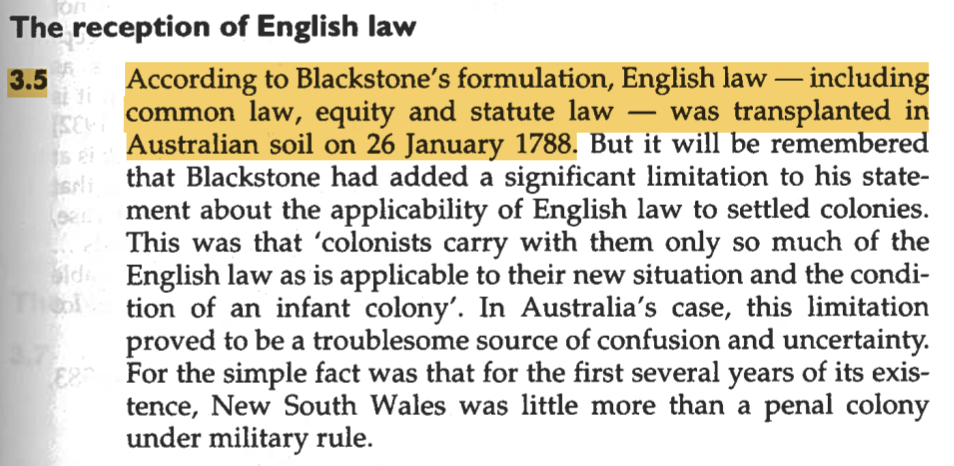 The reception of English law
3.5 According to Blackstone's formulation, English law — including
common law, equity and statute law — was transplanted in
Australian soil on 26 January 1788. But it will be remembered
that Blackstone had added a significant limitation to his state-
ment about the applicability of English law to settled colonies.
This was that 'colonists carry with them only so much of the
English law as is applicable to their new situation and the condi-
tion of an infant colony'. In Australia's case, this limitation
proved to be a troublesome source of confusion and uncertainty.
For the simple fact was that for the first several years of its exis-
tence, New South Wales was little more than a penal colony
under military rule.